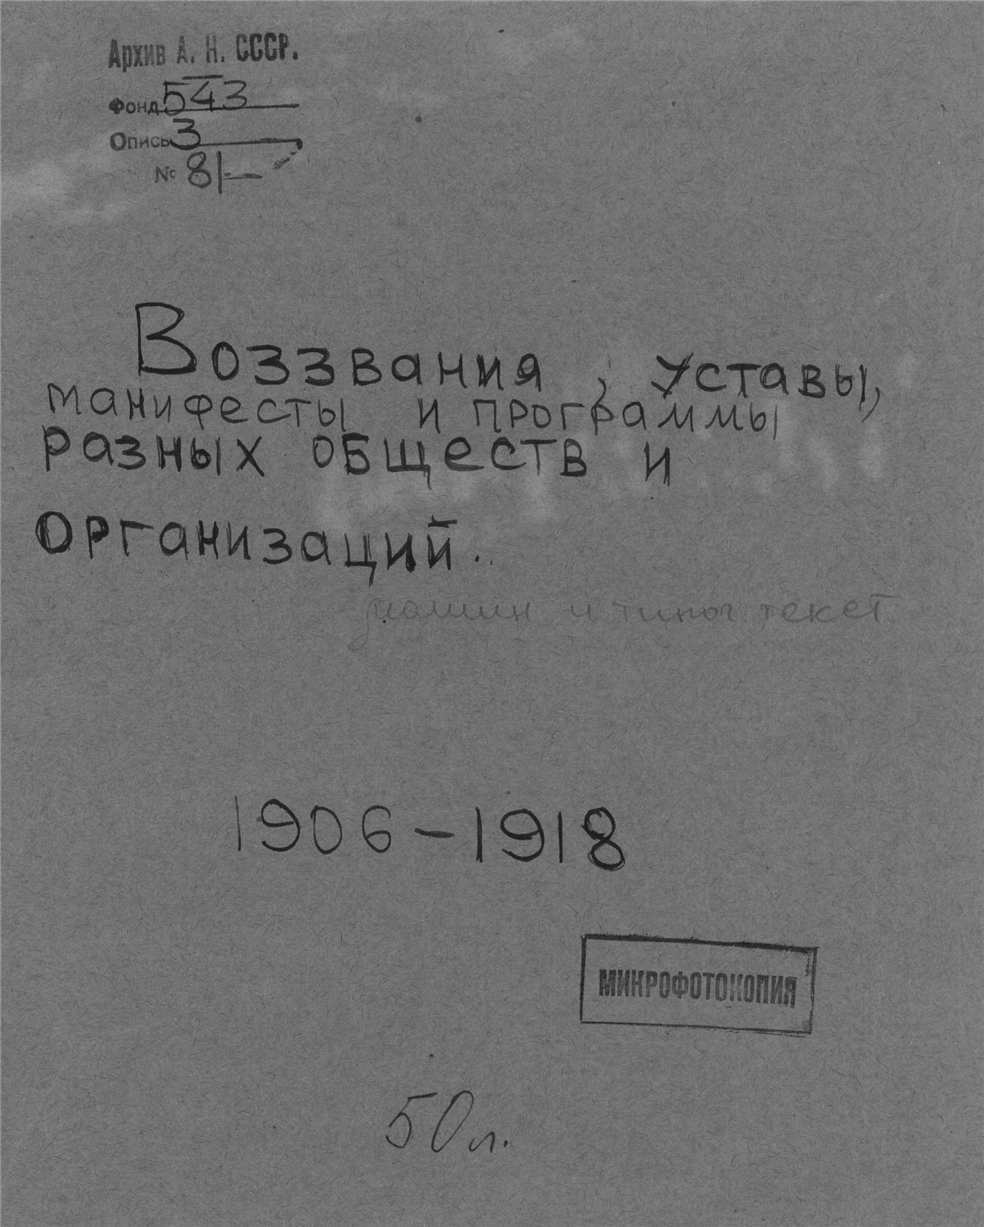 Архив А. Н. СССР.
Фонд 543
Опись 3
№ 81—
Воззвания, уставы,
манифесты и программы
разных обществ и
организаций.
машин и типог текст
1906-1918
МИКРОФОТОКОПИЯ
50 л.